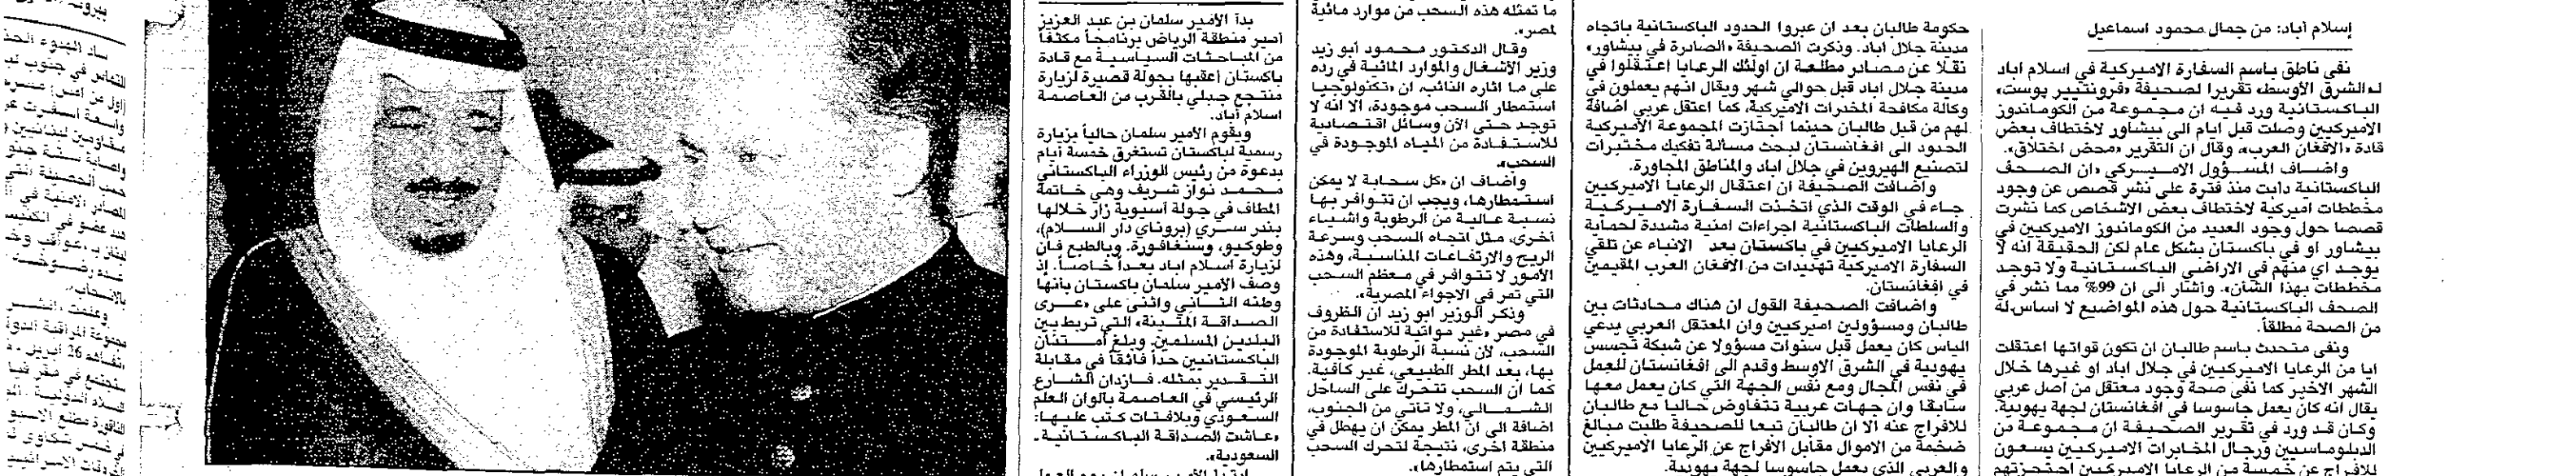 إسلام آباد: من جمال محمود اسماعيل
نفى ناطق باسم السفارة الاميركية في اسلام اباد
لـ«الشرق الأوسط» تقريرا لصحيفة «فرونتيير بوست»
الباكستانية ورد فيه ان مجموعة من الكوماندوز
الاميركيين وصلت قبل ايام الى بيشاور لاختطاف بعض
قادة «الافغان العرب»، وقال ان التقرير «محض اختلاق».
واضاف المسؤول الاميركي «ان الصحف
الباكستانية دابت منذ فترة على نشر قصص عن وجود
مخططات اميركية لاختطاف بعض الاشخاص كما نشرت
قصصا حول وجود العديد من الكوماندوز الاميركيين في
بيشاور او في باكستان بشكل عام لكن الحقيقة انه لا
يوجد اي منهم في الاراضي الباكستانية ولا توجد
مخططات بهذا الشأن». وأشار الى ان 99% مما نشر في
الصحف الباكستانية حول هذه المواضيع لا اساس له
من الصحة مطلقاً.
ونفى متحدث باسم طالبان ان تكون قواتها اعتقلت
ايا من الرعايا الاميركيين في جلال اباد او غيرها خلال
الشهر الاخير كما نفى صحة وجود معتقل من اصل عربي
يقال انه كان يعمل جاسوسا في افغانستان لجهة يهودية.
وكان قد ورد في تقرير الصحيفة ان مجموعة من
الدبلوماسيين ورجال المخابرات الاميركيين يسعون
للافراج عن خمسة من الرعايا الاميركيين احتجزتهم
حكومة طالبان بعد ان عبروا الحدود الباكستانية باتجاه
مدينة جلال اباد. وذكرت الصحيفة «الصادرة في بيشاور»
نقلا عن مصادر مطلعة ان اولئك الرعايا إعتقلوا في
مدينة جلال اباد قبل حوالي شهر ويقال انهم يعملون في
وكالة مكافحة المخدرات الاميركية، كما اعتقل عربي اضافة
لهم من قبل طالبان حينما اجتازت المجموعة الاميركية
الحدود الى افغانستان لبحث مسألة تفكيك مختبرات
لتصنيع الهيروين في جلال اباد والمناطق المجاورة.
واضافت الصحيفة ان اعتقال الرعايا الاميركيين
جاء في الوقت الذي اتخذت السفارة الاميركية
والسلطات الباكستانية اجراءات امنية مشددة لحماية
الرعايا الاميركيين في باكستان بعد الانباء عن تلقي
السفارة الاميركية تهديدات من الافغان العرب المقيمين
في افغانستان.
واضافت الصحيفة القول ان هناك محادثات بين
طالبان ومسؤولين اميركيين وان المعتقل العربي يدعي
الياس كان يعمل قبل سنوات مسؤولا عن شبكة تجسس
يهودية في الشرق الاوسط وقدم الى افغانستان للعمل
في نفس المجال ومع نفس الجهة التي كان يعمل معها
سابقا وان جهات عربية تتفاوض حاليا مع طالبان
للافراج عنه الا ان طالبان تبعا للصحيفة طلبت مبالغ
ضخمة من الاموال مقابل الافراج عن الرعايا الاميركيين
والعربي الذي يعمل جاسوسا لجهة يهودية.
ما تمثله هذه السحب من موارد مائية
لمصر».
وقال الدكتور محمود أبو زيد
وزير الأشغال والموارد المائية في رده
على ما اثاره النائب، ان «تكنولوجيا
استمطار السحب موجودة، الا انه لا
توجد حتى الآن وسائل اقتصادية
للاستفادة من المياه الموجودة في
السحب».
واضاف ان «كل سحابة لا يمكن
استمطارها، ويجب ان تتوافر بها
نسبة عالية من الرطوبة واشياء
أخرى، مثل اتجاه السحب وسرعة
الريح والارتفاعات المناسبة، وهذه
الأمور لا تتوافر في معظم السحب
التي تمر في الاجواء المصرية».
وذكر الوزير ابو زيد ان الظروف
في مصر «غير مواتية للاستفادة من
السحب، لأن نسبة الرطوبة الموجودة
بها، بعد المطر الطبيعي، غير كافية.
كما ان السحب تتحرك على الساحل
الشمالي، ولا تاتي من الجنوب،
اضافة الى ان المطر يمكن ان يهطل في
منطقة اخرى، نتيجة لتحرك السحب
التي يتم استمطارها».
بدأ الأمير سلمان بن عبد العزيز
أمير منطقة الرياض برنامجاً مكثفاً
من المباحثات السياسية مع قادة
باكستان أعقبها بجولة قصيرة لزيارة
منتجع جبلي بالقرب من العاصمة
اسلام آباد.
ويقوم الأمير سلمان حالياً بزيارة
رسمية لباكستان تستغرق خمسة أيام
بدعوة من رئيس الوزراء الباكستاني
محمد نواز شريف وهي خاتمة
المطاف في جولة آسيوية زار خلالها
بندر سري (بروناي دار السلام)،
وطوكيو، وسنغافورة. وبالطبع فان
لزيارة اسلام اباد بعداً خاصاً. إذ
وصف الأمير سلمان باكستان بأنها
وطنه الثاني واثنى على «عرى
الصداقة المتينة» التي تربط بين
البلدين المسلمين. وبلغ امتنان
الباكستانيين حداً فائقاً في مقابلة
التقدير بمثله. فازدان الشارع
الرئيسي في العاصمة بألوان العلم
السعودي وبلافتات كتب عليها:
«عاشت الصداقة الباكستانية -
السعودية».